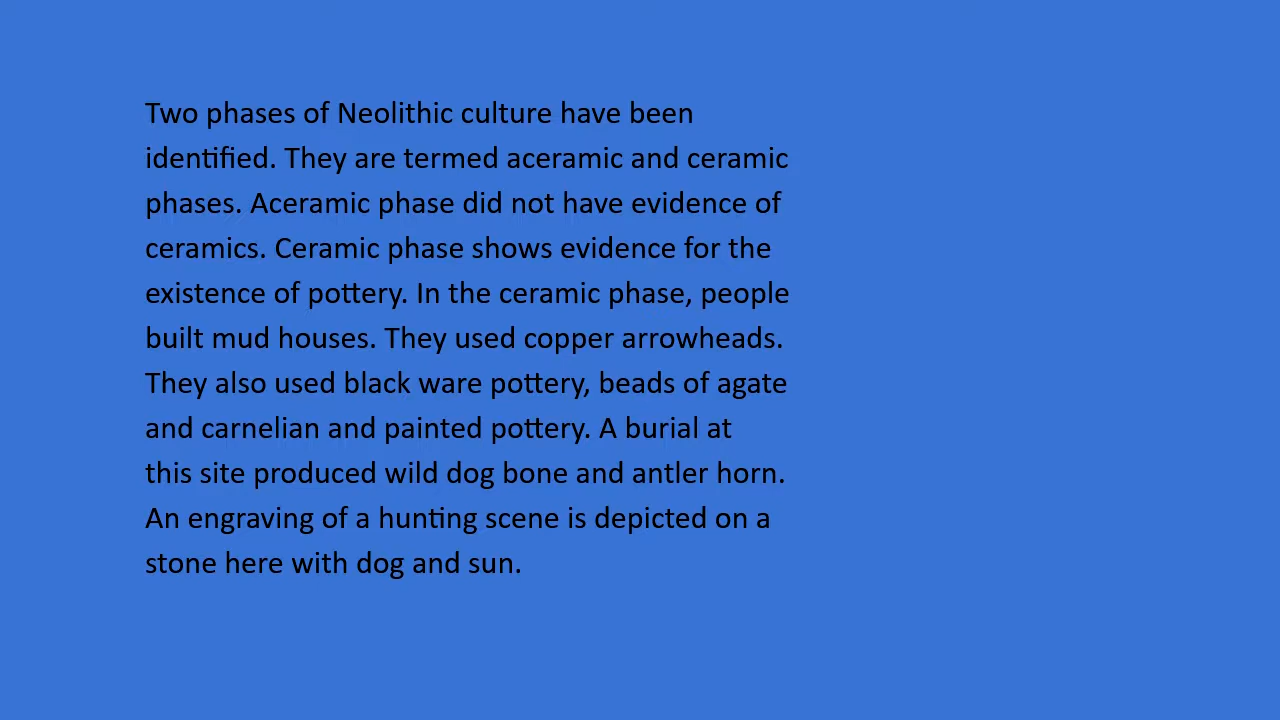 Two phases of Neolithic culture have been
identified. They are termed aceramic and ceramic
phases. Aceramic phase did not have evidence of
ceramics. Ceramic phase shows evidence for the
existence of pottery. In the ceramic phase, people
built mud houses. They used copper arrowheads.
They also used black ware pottery, beads of agate
and carnelian and painted pottery. A burial at
this site produced wild dog bone and antler horn.
An engraving of a hunting scene is depicted on a
stone here with dog and sun.